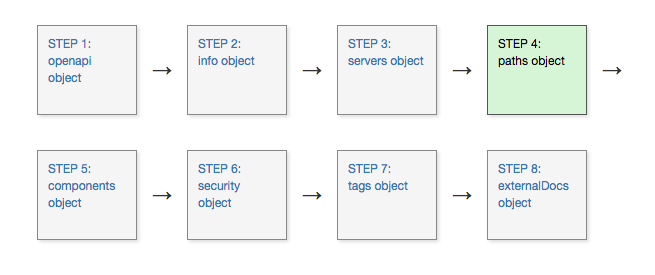 STEP 1:
openapi
object
→
STEP 2:
info object
→
STEP 3:
servers object
→
STEP 4:
paths object
→
STEP 5:
components
object
→
STEP 6:
security
object
→
STEP 7:
tags object
→
STEP 8:
externalDocs
object